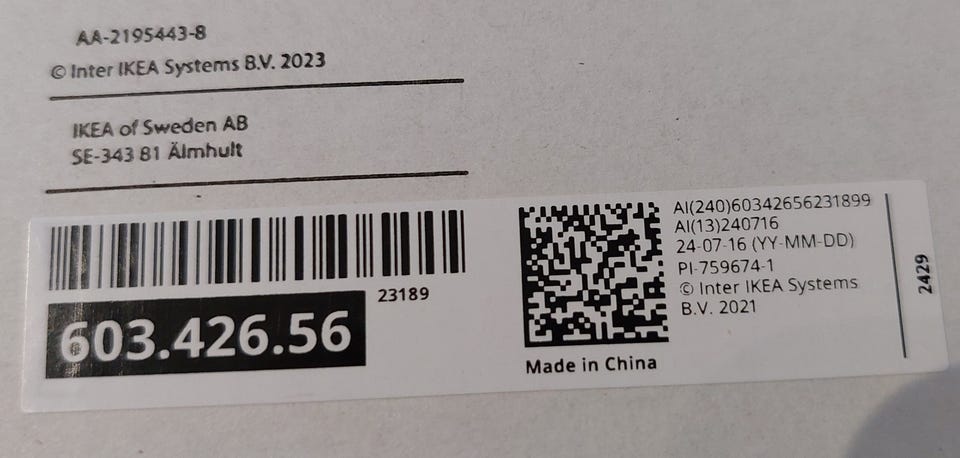 AA-2195443-8
© Inter IKEA Systems B.V. 2023
IKEA of Sweden AB
SE-343 81 Älmhult
23189
603.426.56
Made in China
AI(240)60342656231899
AI(13)240716
24-07-16 (YY-MM-DD)
PI-759674-1
© Inter IKEA Systems
B.V. 2021
2429